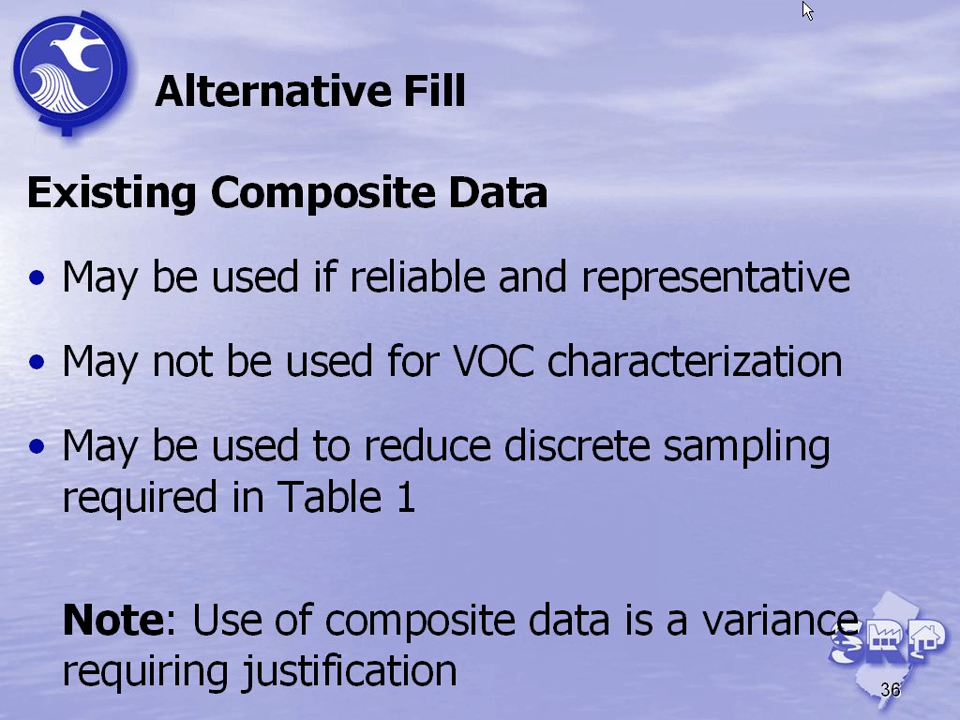 Alternative Fill
Existing Composite Data
• May be used if reliable and representative
• May not be used for VOC characterization
• May be used to reduce discrete sampling
required in Table 1
Note: Use of composite data is a variance
requiring justification
SRP
36